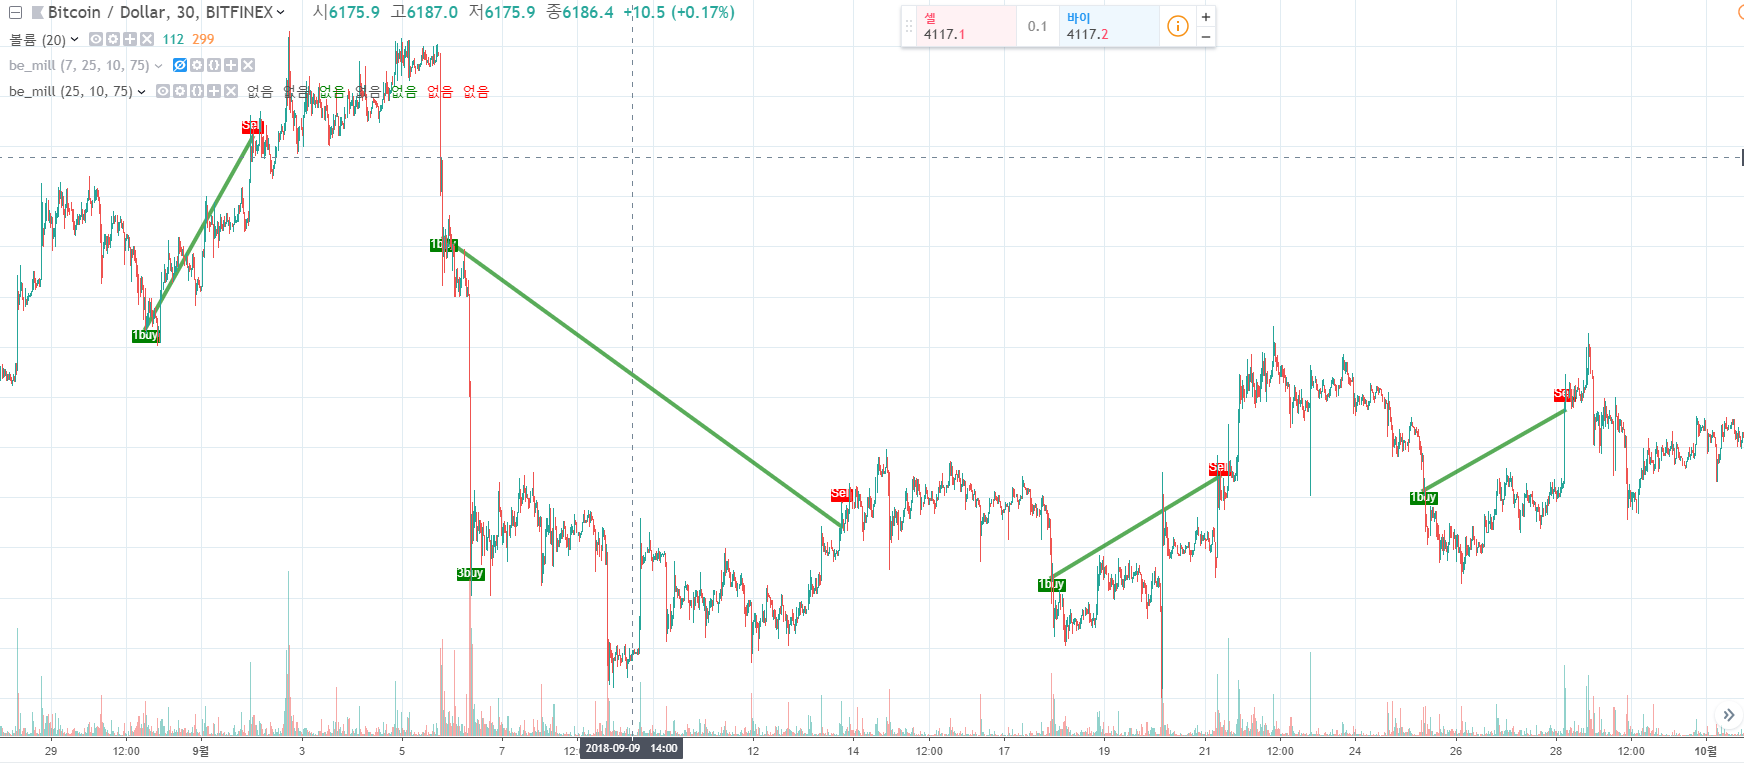 Bitcoin / Dollar, 30, BITFINEX 시6175.9 고6187.0 저6175.9 종6186.4 +10.5 (+0.17%)
볼륨 (20) 112 299
be_mill (7, 25, 10, 75)
be_mill (25, 10, 75) 없음 없음 없음 없음 없음 없음 없음
셀 4117.1
0.1
바이 4117.2
Sell
1buy
1buy
3buy
Sell
1buy
Sell
1buy
Sell
29 12:00 9월 3 5 7 2018-09-09 14:00 12 14 12:00 17 19 21 12:00 24 26 28 12:00 10월